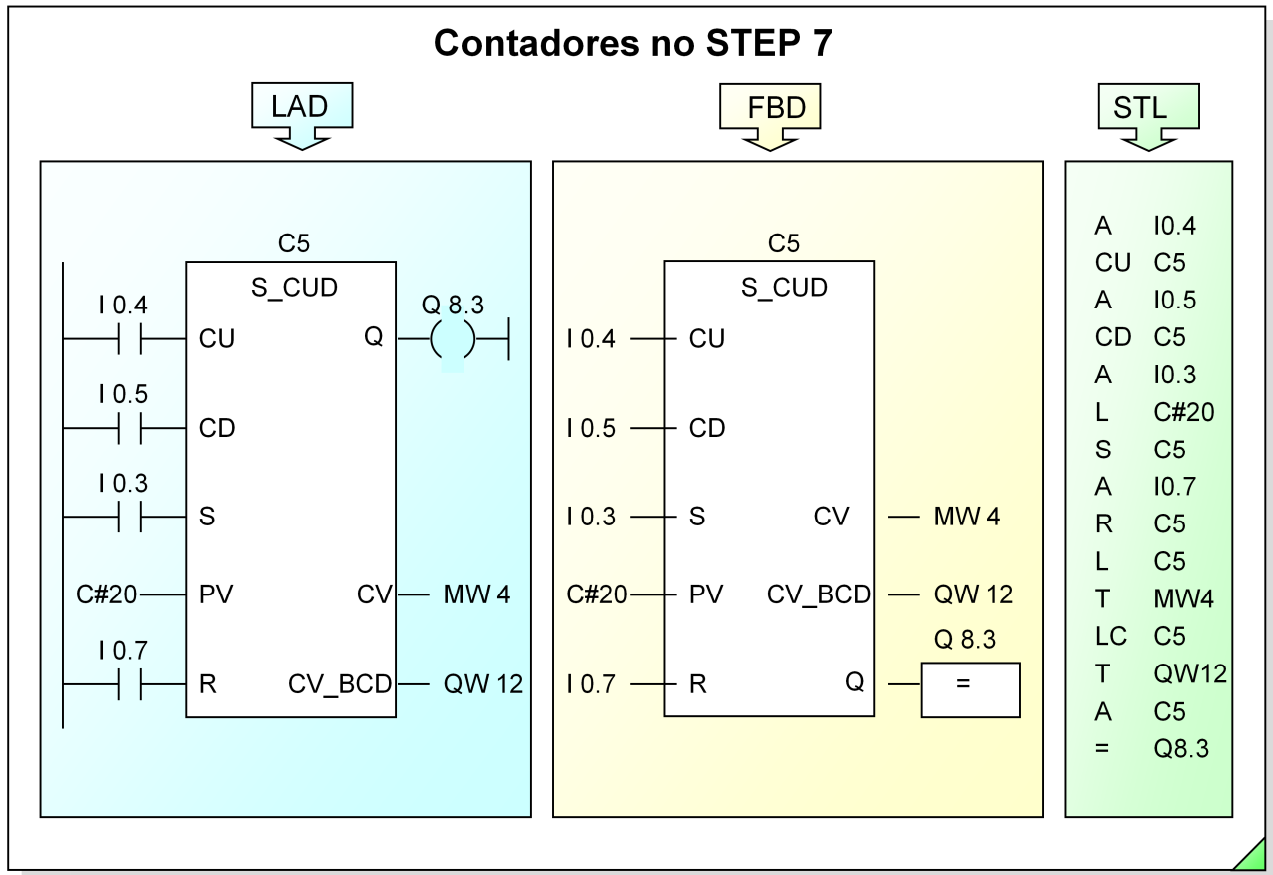 Contadores no STEP 7
LAD
C5
S_CUD
I 0.4
CU
Q
Q 8.3
I 0.5
CD
I 0.3
S
C#20
PV
CV
MW 4
I 0.7
R
CV_BCD
QW 12
FBD
C5
S_CUD
I 0.4
CU
I 0.5
CD
I 0.3
S
CV
MW 4
C#20
PV
CV_BCD
QW 12
Q 8.3
I 0.7
R
Q
=
STL
A I0.4
CU C5
A I0.5
CD C5
A I0.3
L C#20
S C5
A I0.7
R C5
L C5
T MW4
LC C5
T QW12
A C5
= Q8.3